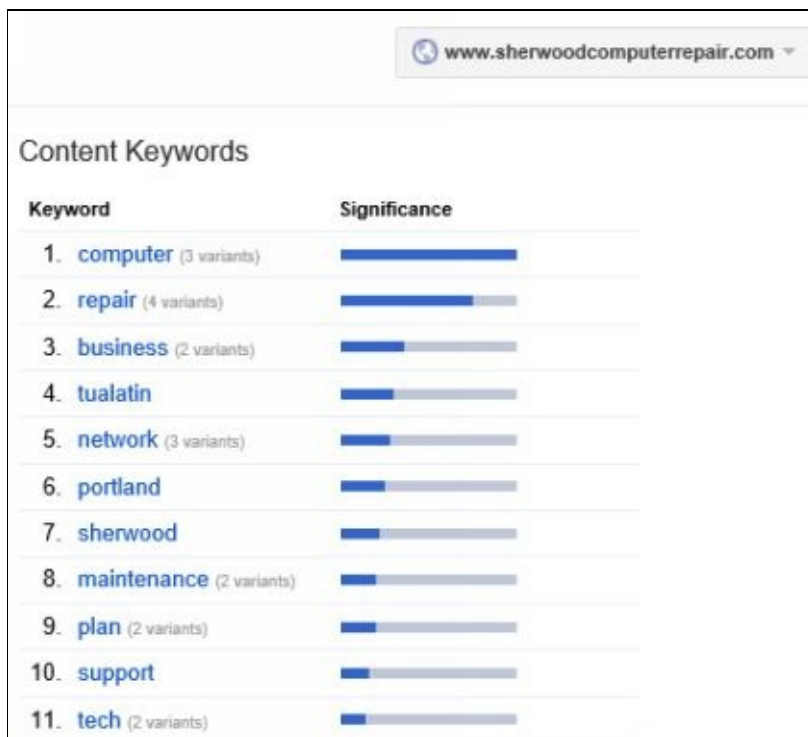 www.sherwoodcomputerrepair.com
Content Keywords
Keyword Significance
1. computer (3 variants)
2. repair (4 variants)
3. business (2 variants)
4. tualatin
5. network (3 variants)
6. portland
7. sherwood
8. maintenance (2 variants)
9. plan (2 variants)
10. support
11. tech (2 variants)